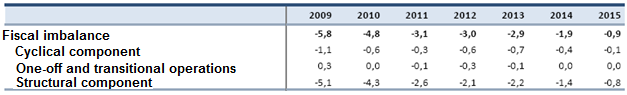 2009 2010 2011 2012 2013 2014 2015
Fiscal imbalance -5,8 -4,8 -3,1 -3,0 -2,9 -1,9 -0,9
Cyclical component -1,1 -0,6 -0,3 -0,6 -0,7 -0,4 -0,1
One-off and transitional operations 0,3 0,0 -0,1 -0,3 -0,1 0,0 0,0
Structural component -5,1 -4,3 -2,6 -2,1 -2,2 -1,4 -0,8